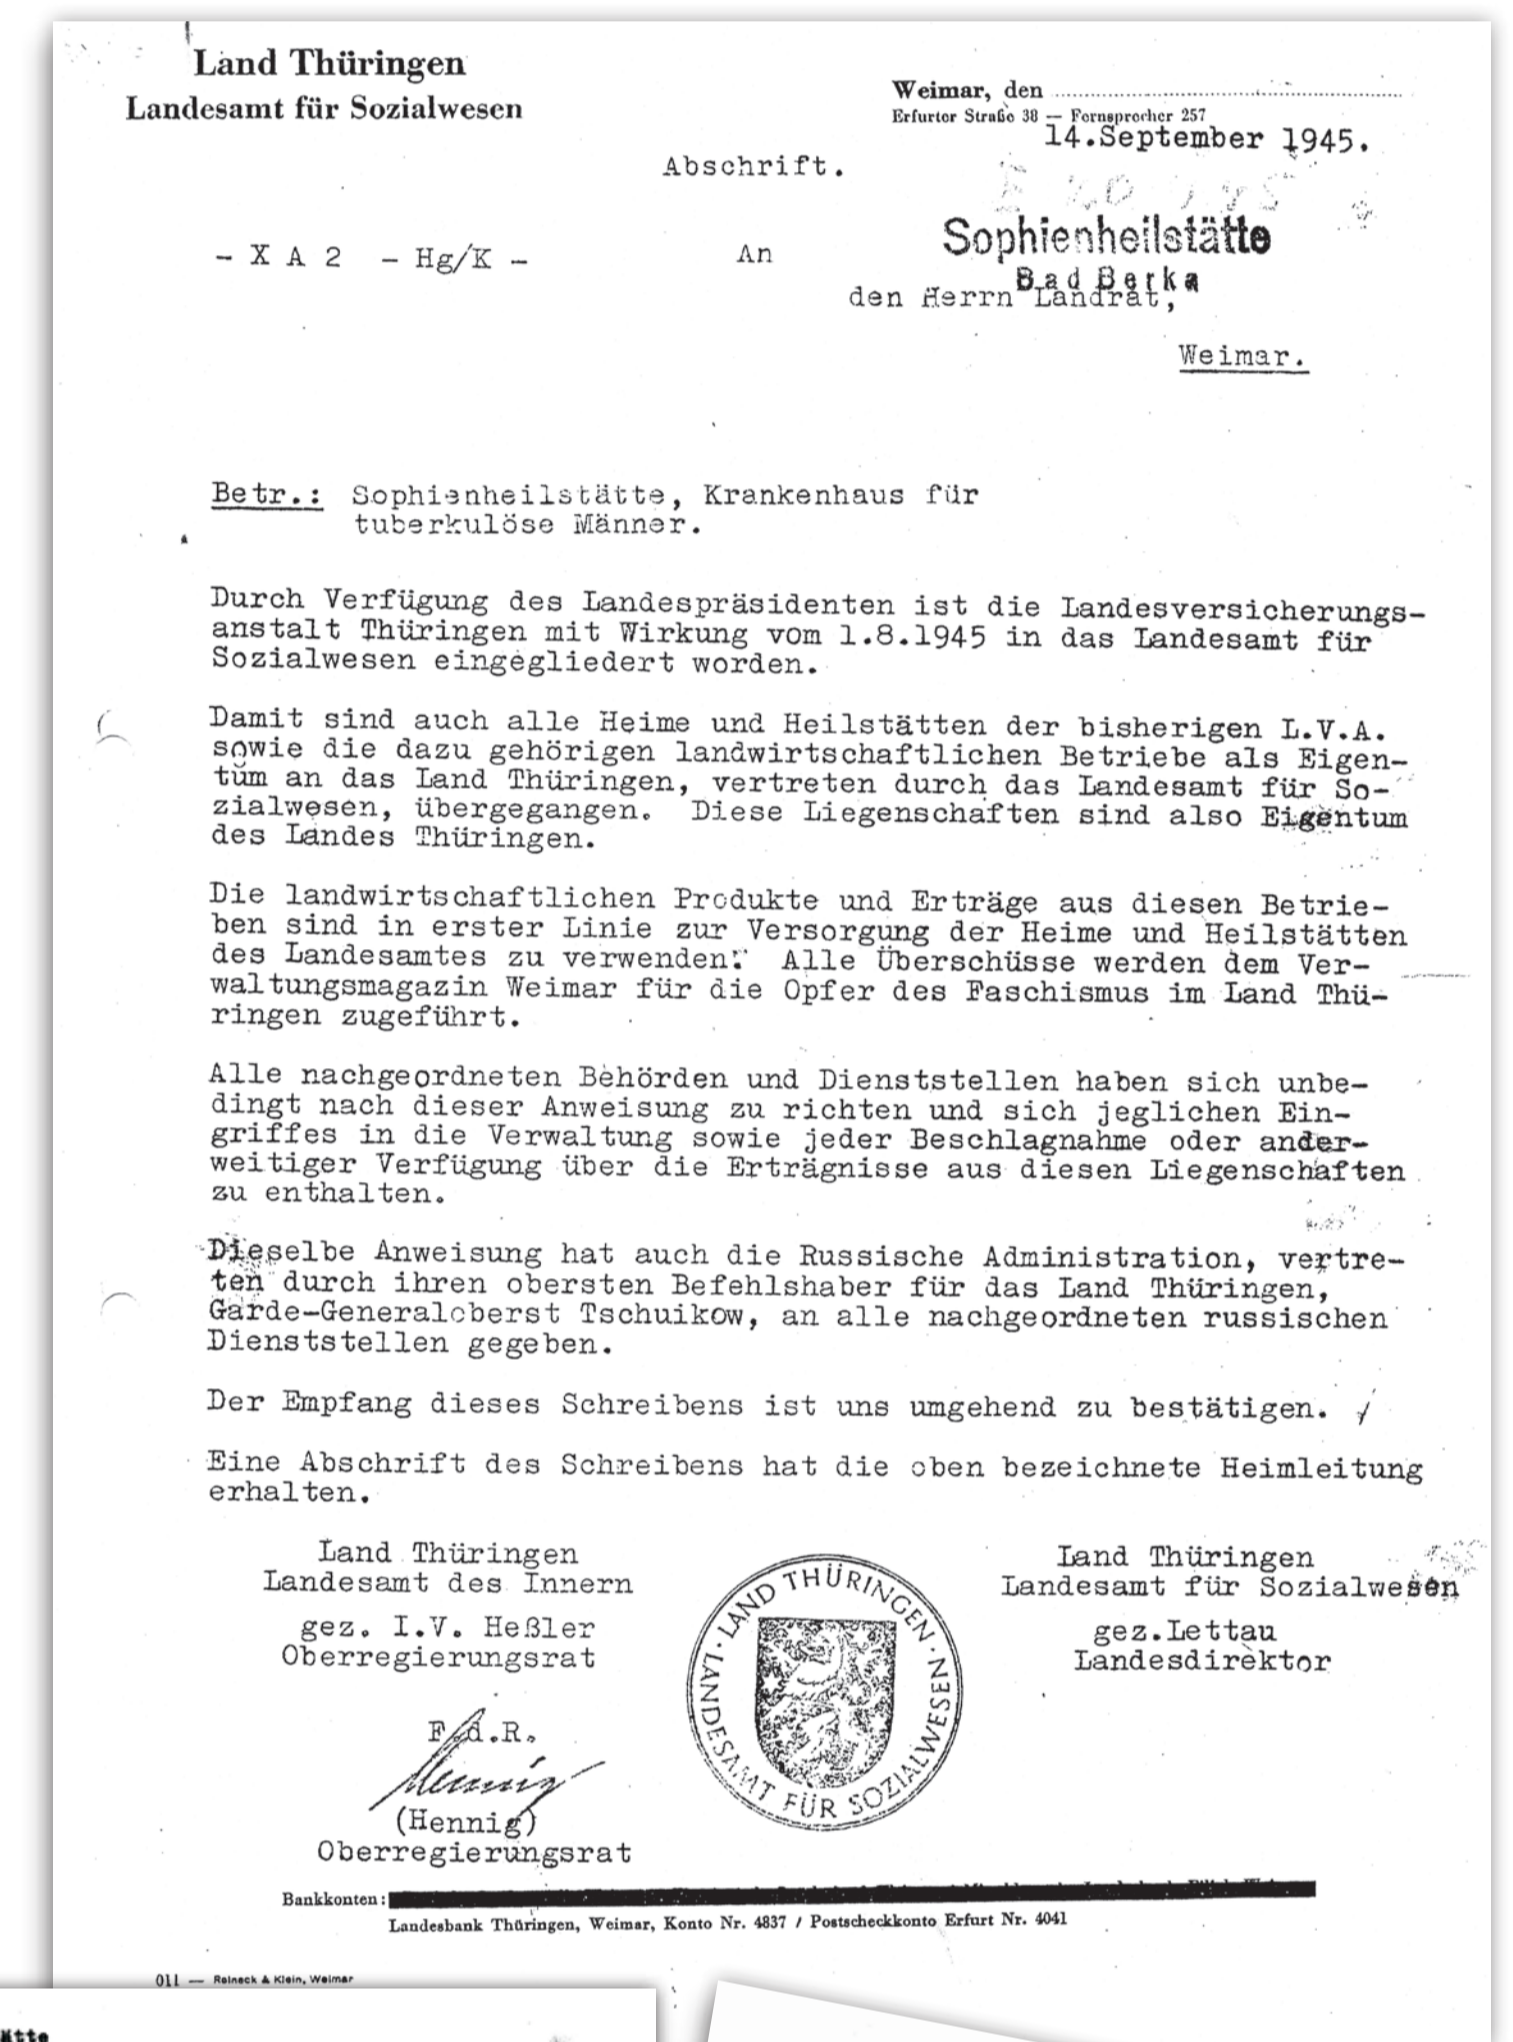 Land Thüringen
Landesamt für Sozialwesen
Weimar, den
Erfurter Straße 38 — Fernsprecher 257
14.September 1945.
Abschrift.
Sophienheilstätte
Bad Berka
- X A 2 - Hg/K -
An
den Herrn Landrat,
Weimar.
Betr.: Sophienheilstätte, Krankenhaus für
tuberkulöse Männer.
Durch Verfügung des Landespräsidenten ist die Landesversicherungs-
anstalt Thüringen mit Wirkung vom 1.8.1945 in das Landesamt für
Sozialwesen eingegliedert worden.
Damit sind auch alle Heime und Heilstätten der bisherigen L.V.A.
sowie die dazu gehörigen landwirtschaftlichen Betriebe als Eigen-
tum an das Land Thüringen, vertreten durch das Landesamt für So-
zialwesen, übergegangen. Diese Liegenschaften sind also Eigentum
des Landes Thüringen.
Die landwirtschaftlichen Produkte und Erträge aus diesen Betrie-
ben sind in erster Linie zur Versorgung der Heime und Heilstätten
des Landesamtes zu verwenden. Alle Überschüsse werden dem Ver-
waltungsmagazin Weimar für die Opfer des Faschismus im Land Thü-
ringen zugeführt.
Alle nachgeordneten Behörden und Dienststellen haben sich unbe-
dingt nach dieser Anweisung zu richten und sich jeglichen Ein-
griffes in die Verwaltung sowie jeder Beschlagnahme oder ander-
weitiger Verfügung über die Erträgnisse aus diesen Liegenschaften
zu enthalten.
Dieselbe Anweisung hat auch die Russische Administration, vertre-
ten durch ihren obersten Befehlshaber für das Land Thüringen,
Garde-Generaloberst Tschuikow, an alle nachgeordneten russischen
Dienststellen gegeben.
Der Empfang dieses Schreibens ist uns umgehend zu bestätigen. /
Eine Abschrift des Schreibens hat die oben bezeichnete Heimleitung
erhalten.
Land Thüringen
Landesamt des Innern
gez. I.V. Heßler
Oberregierungsrat
LAND THÜRINGEN · LANDESAMT FÜR SOZIALWESEN ·
Land Thüringen
Landesamt für Sozialwesen
gez.Lettau
Landesdirektor
F.d.R.
Hennig
(Hennig)
Oberregierungsrat
Bankkonten:
Landesbank Thüringen, Weimar, Konto Nr. 4837 / Postscheckkonto Erfurt Nr. 4041
011 — Reineck & Klein, Weimar